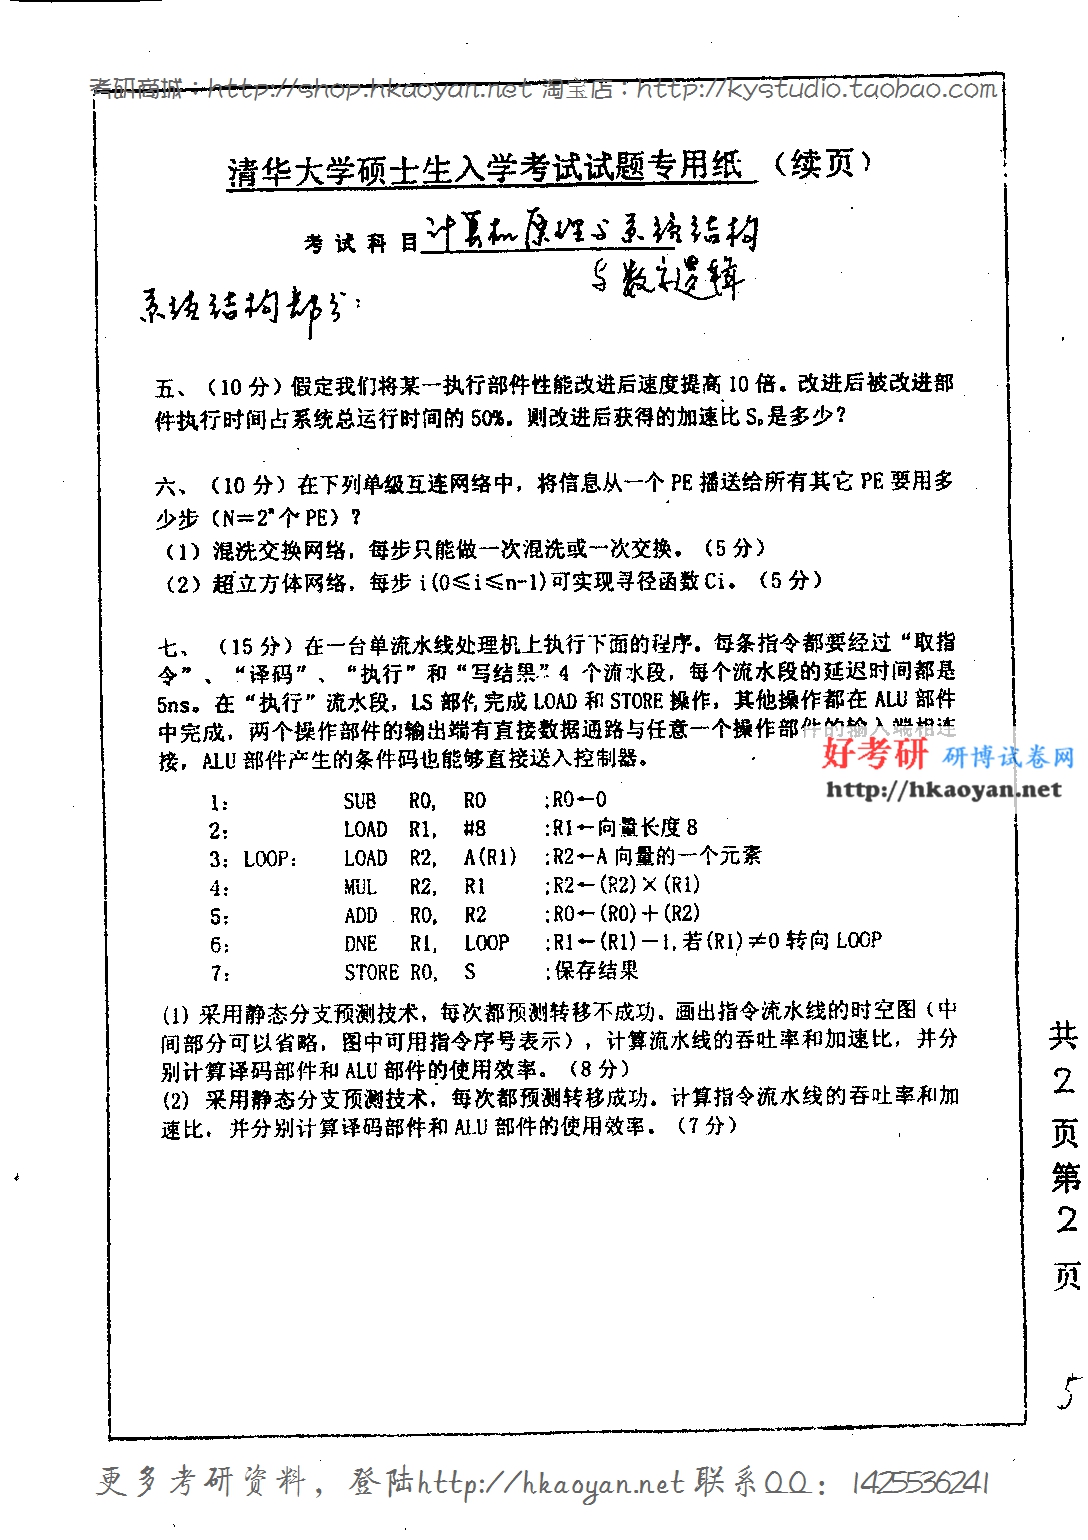 考研商城：http://shop.hkaoyan.net 淘宝店：http://kystudio.taobao.com
清华大学硕士生入学考试试题专用纸 （续页）
考试科目 计算机原理与系统结构
与数字逻辑
系统结构部分：
五、（10 分）假定我们将某一执行部件性能改进后速度提高 10 倍。改进后被改进部
件执行时间占系统总运行时间的 50%。则改进后获得的加速比 Sp 是多少？
六、（10 分）在下列单级互连网络中，将信息从一个 PE 播送给所有其它 PE 要用多
少步（N＝2ⁿ个 PE）？
（1）混洗交换网络，每步只能做一次混洗或一次交换。（5 分）
（2）超立方体网络，每步 i(0≤i≤n-1)可实现寻径函数 Ci。（5 分）
七、（15 分）在一台单流水线处理机上执行下面的程序。每条指令都要经过“取指
令”、“译码”、“执行”和“写结果”4 个流水段，每个流水段的延迟时间都是
5ns。在“执行”流水段，LS 部件完成 LOAD 和 STORE 操作，其他操作都在 ALU 部件
中完成，两个操作部件的输出端有直接数据通路与任意一个操作部件的输入端相连
接，ALU 部件产生的条件码也能够直接送入控制器。
好考研 研博试卷网
http://hkaoyan.net
1: SUB R0, R0 ;R0←0
2: LOAD R1, #8 ;R1←向量长度 8
3: LOOP: LOAD R2, A(R1) ;R2←A 向量的一个元素
4: MUL R2, R1 ;R2←(R2)×(R1)
5: ADD R0, R2 ;R0←(R0)＋(R2)
6: DNE R1, LOOP ;R1←(R1)－1,若(R1)≠0 转向 LOOP
7: STORE R0, S ;保存结果
(1) 采用静态分支预测技术，每次都预测转移不成功。画出指令流水线的时空图（中
间部分可以省略，图中可用指令序号表示），计算流水线的吞吐率和加速比，并分
别计算译码部件和 ALU 部件的使用效率。（8 分）
(2) 采用静态分支预测技术，每次都预测转移成功。计算指令流水线的吞吐率和加
速比，并分别计算译码部件和 ALU 部件的使用效率。（7 分）
共2页第2页
5
更多考研资料，登陆http://hkaoyan.net 联系QQ：1425536241